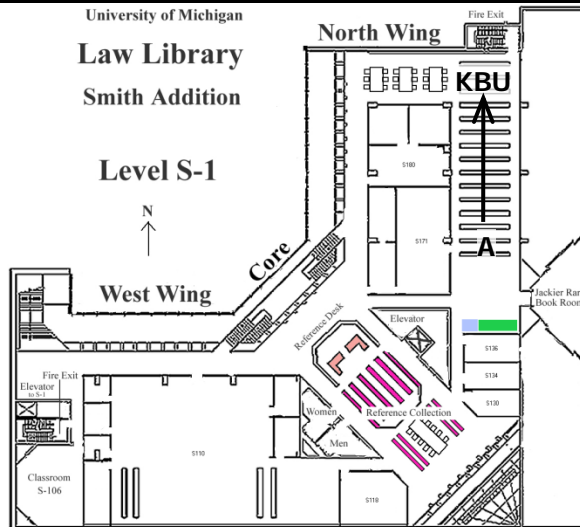 University of Michigan
Law Library
Smith Addition
Level S-1
N
North Wing
Fire Exit
KBU
S180
S171
A
Core
West Wing
Jackier Rare
Book Room
Reference Desk
Elevator
S136
S134
S130
Fire Exit
Elevator
to S-1
Women
Reference Collection
Men
S110
Classroom
S-106
S118